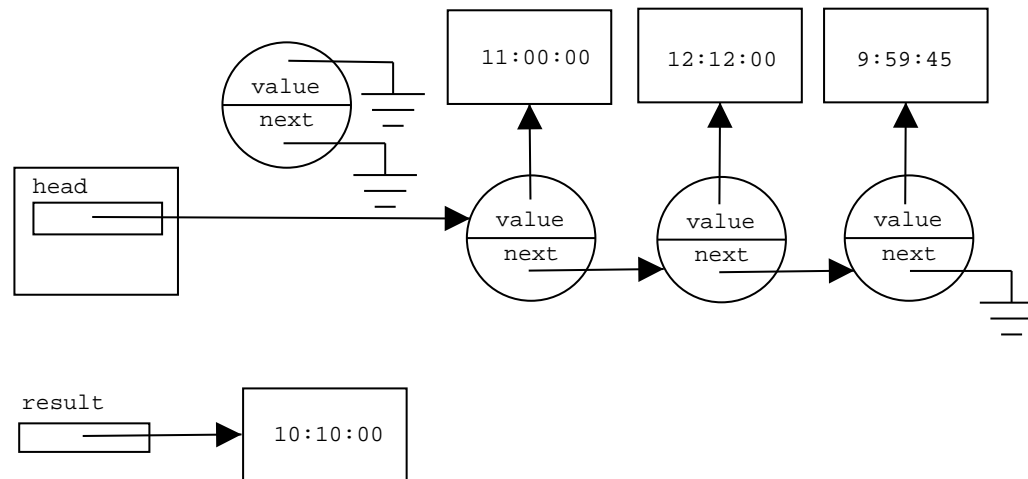 11:00:00
12:12:00
9:59:45
value
next
head
value
next
value
next
value
next
result
10:10:00